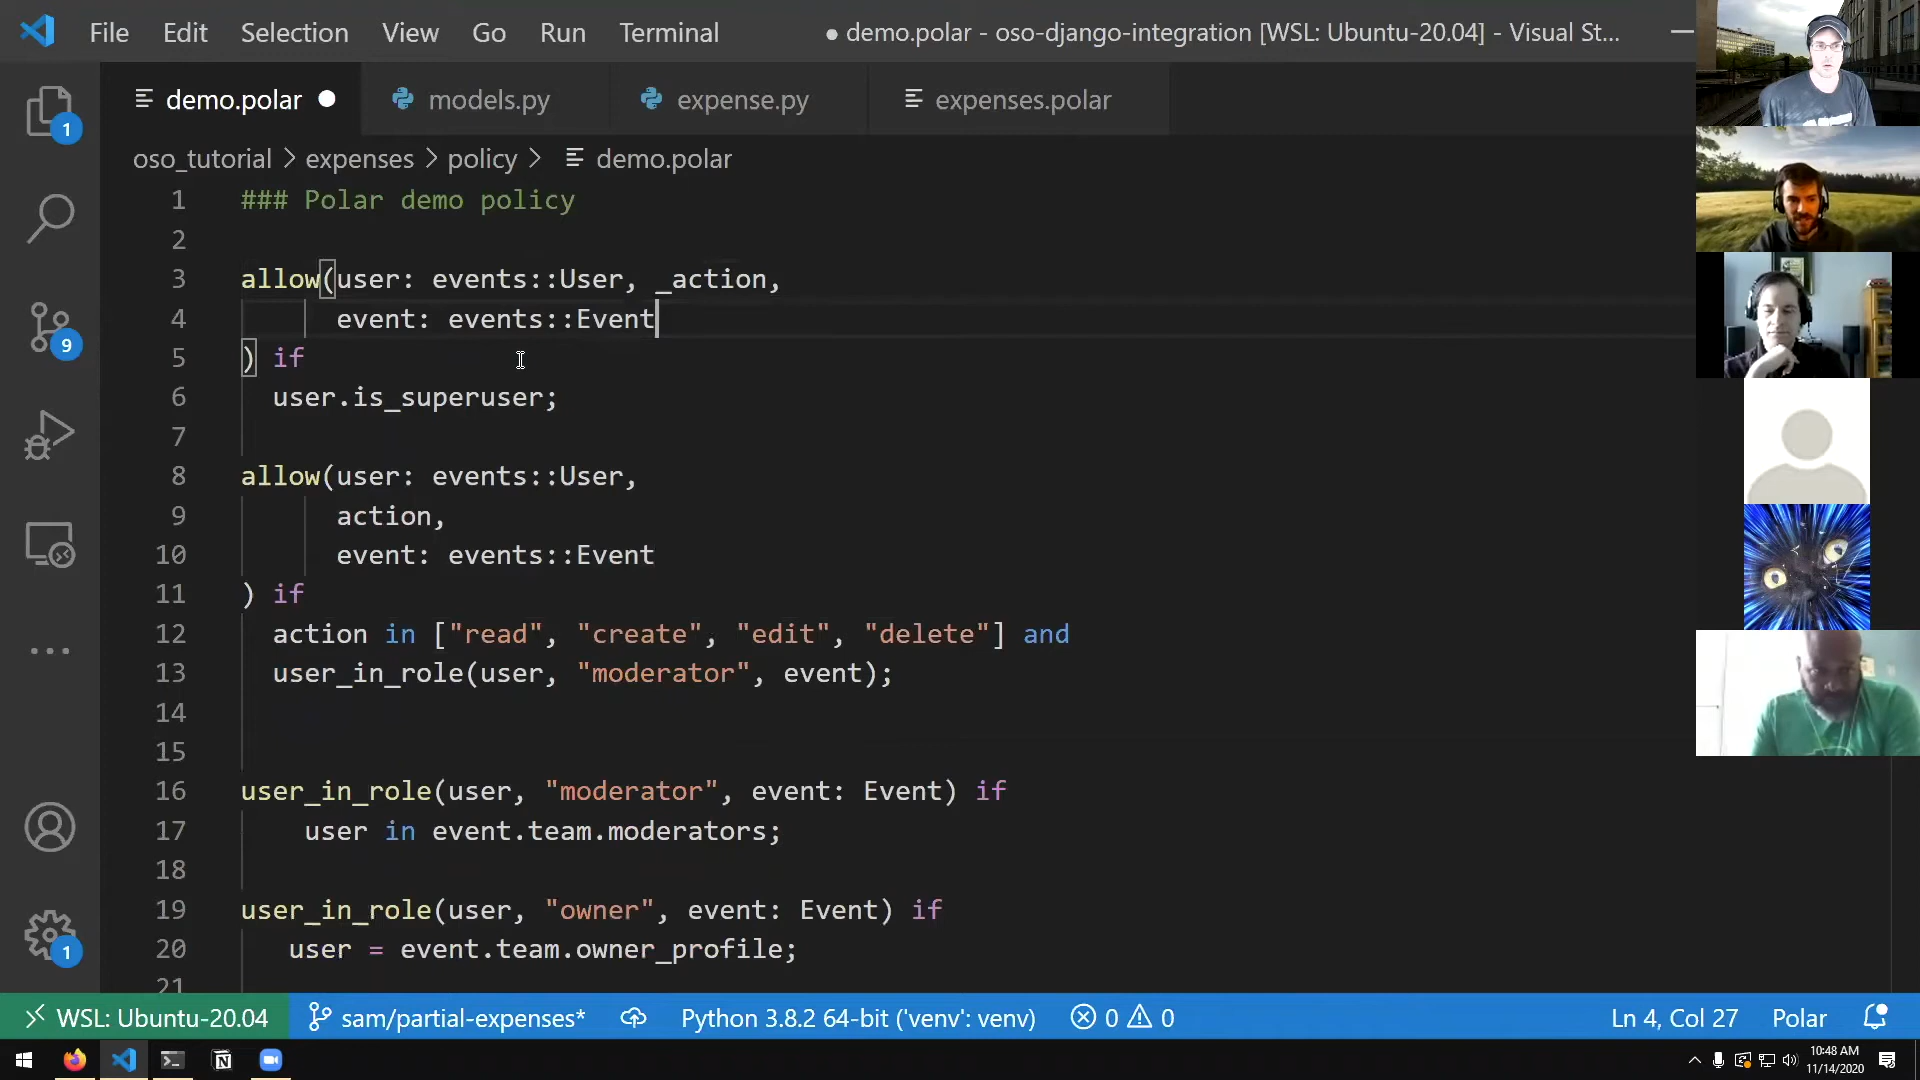 File Edit Selection View Go Run Terminal ● demo.polar - oso-django-integration [WSL: Ubuntu-20.04] - Visual St...
demo.polar models.py expense.py expenses.polar
oso_tutorial > expenses > policy > demo.polar
1 ### Polar demo policy
2
3 allow(user: events::User, _action,
4 event: events::Event
5 ) if
6 user.is_superuser;
7
8 allow(user: events::User,
9 action,
10 event: events::Event
11 ) if
12 action in ["read", "create", "edit", "delete"] and
13 user_in_role(user, "moderator", event);
14
15
16 user_in_role(user, "moderator", event: Event) if
17 user in event.team.moderators;
18
19 user_in_role(user, "owner", event: Event) if
20 user = event.team.owner_profile;
21
1
9
1
WSL: Ubuntu-20.04 sam/partial-expenses* Python 3.8.2 64-bit ('venv': venv) 0 0 Ln 4, Col 27 Polar
10:48 AM
11/14/2020